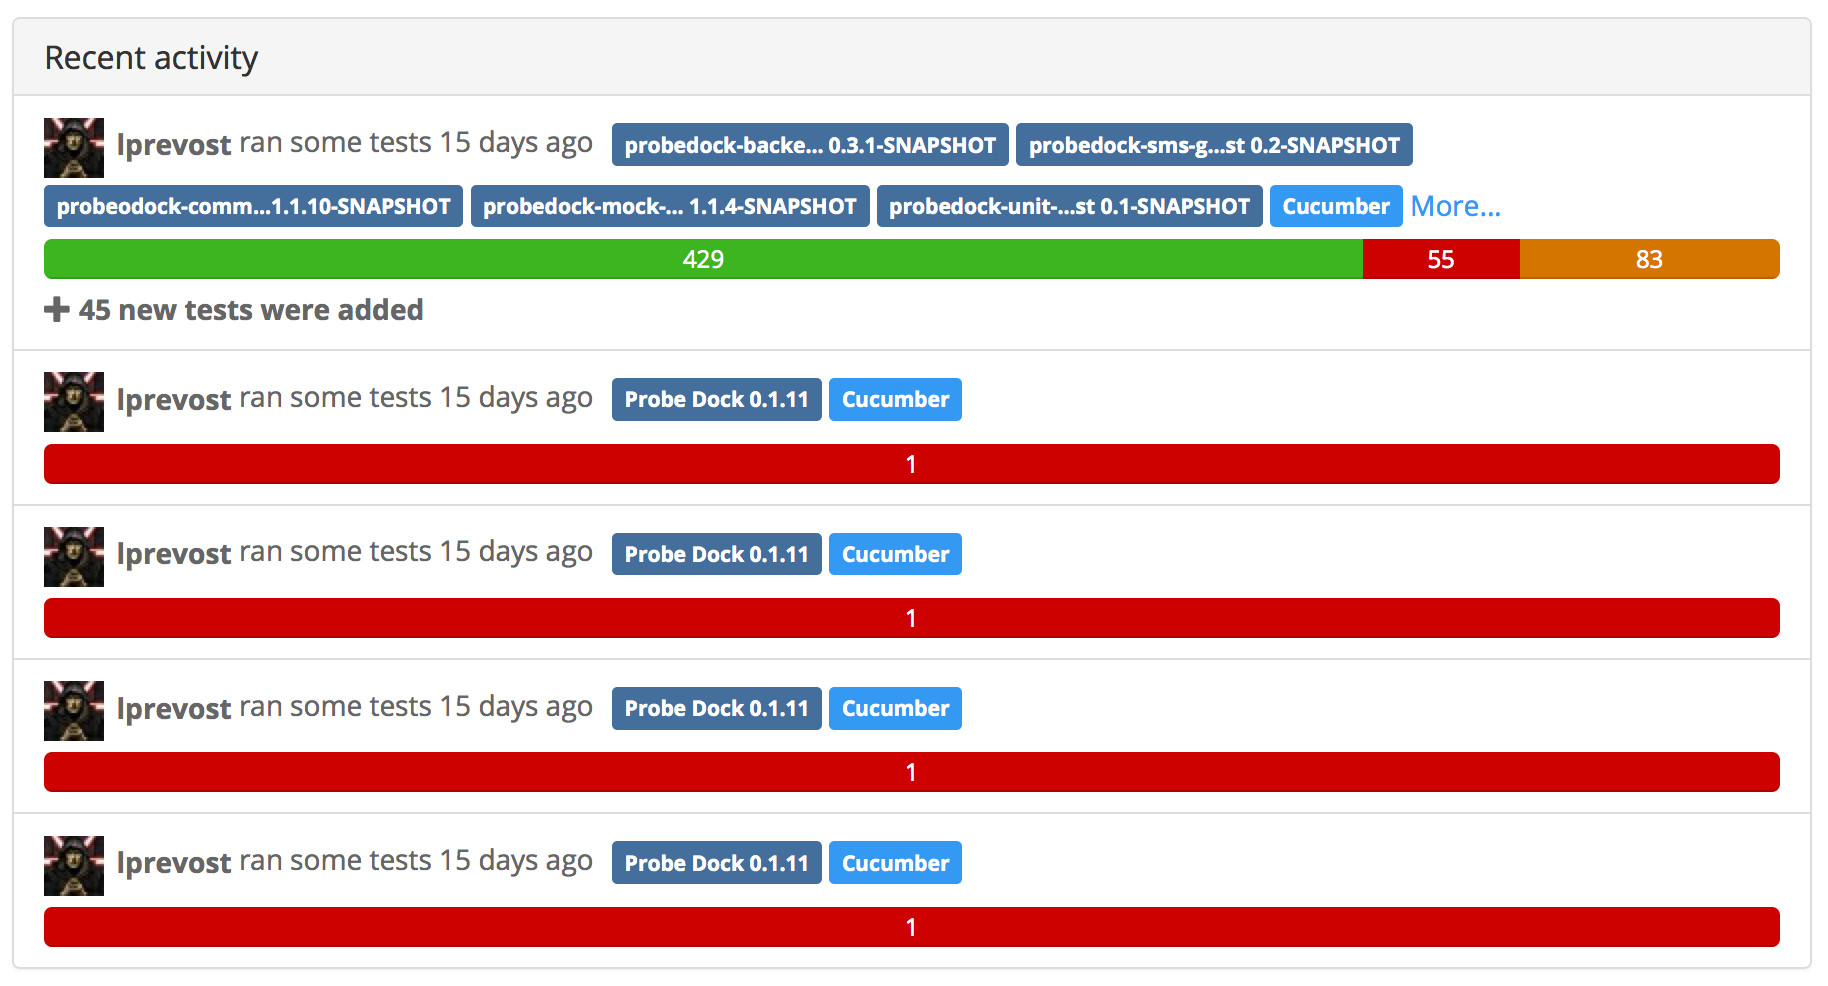 Recent activity
lprevost ran some tests 15 days ago probedock-backe... 0.3.1-SNAPSHOT probedock-sms-g...st 0.2-SNAPSHOT
probeodock-comm...1.1.10-SNAPSHOT probedock-mock-... 1.1.4-SNAPSHOT probedock-unit-...st 0.1-SNAPSHOT Cucumber More...
429 55 83
45 new tests were added
lprevost ran some tests 15 days ago Probe Dock 0.1.11 Cucumber
1
lprevost ran some tests 15 days ago Probe Dock 0.1.11 Cucumber
1
lprevost ran some tests 15 days ago Probe Dock 0.1.11 Cucumber
1
lprevost ran some tests 15 days ago Probe Dock 0.1.11 Cucumber
1